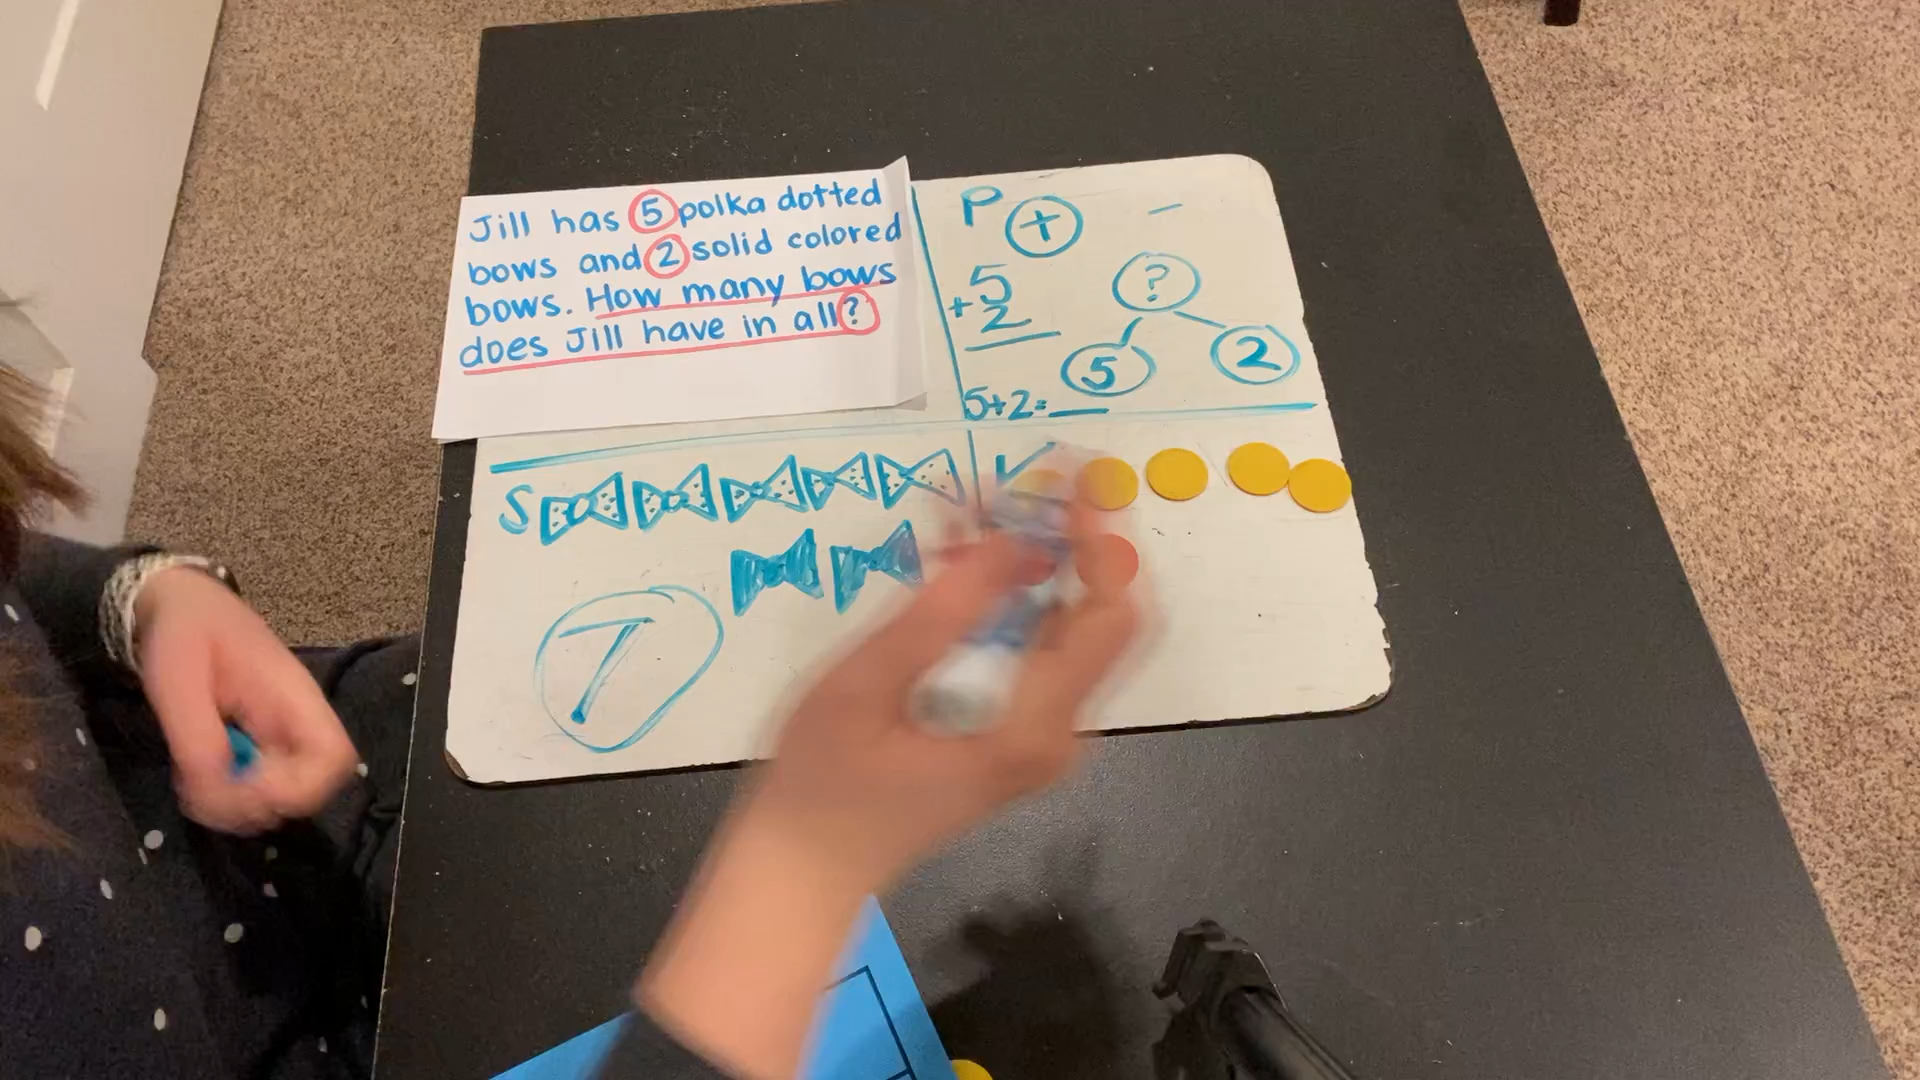 Jill has 5 polka dotted
bows and 2 solid colored
bows. How many bows
does Jill have in all?
P + −
5
+ 2
?
5 2
5+2=__
S
7